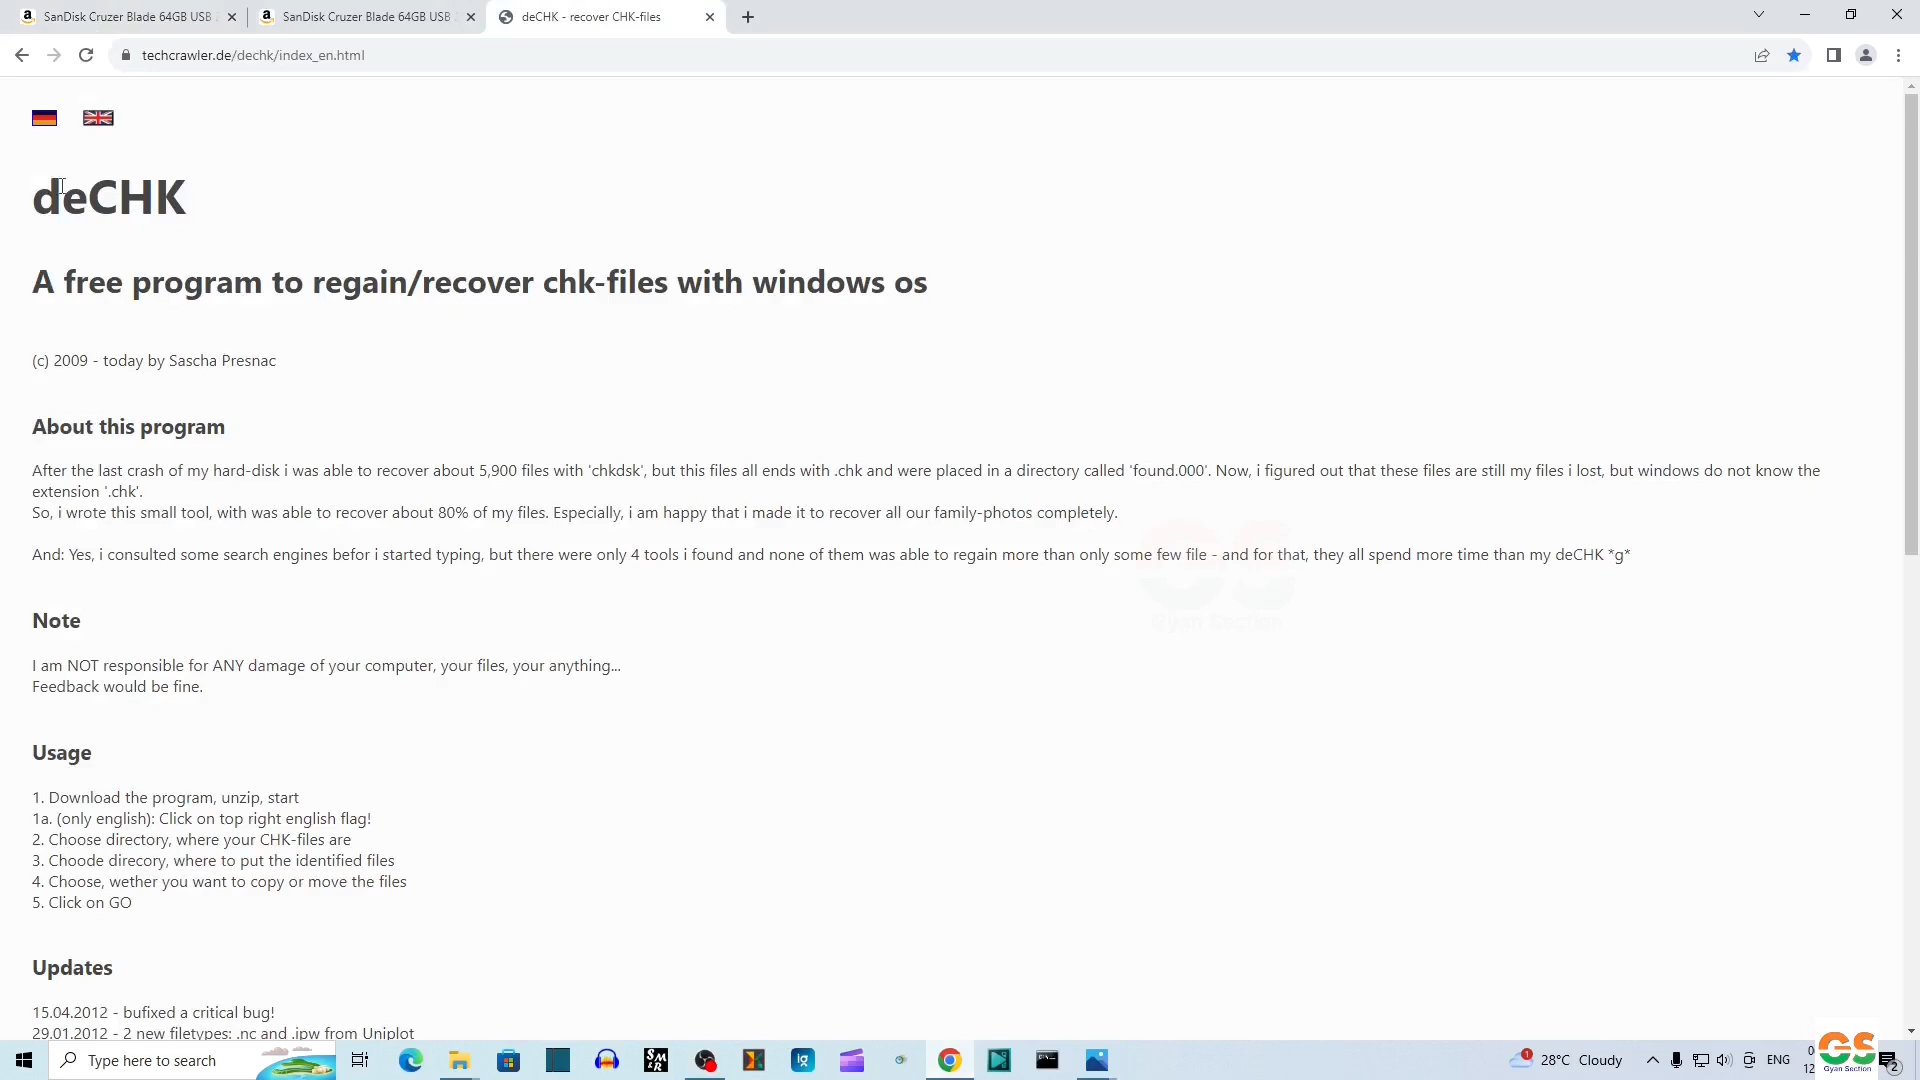 SanDisk Cruzer Blade 64GB USB
SanDisk Cruzer Blade 64GB USB
deCHK - recover CHK-files
techcrawler.de/dechk/index_en.html
deCHK
A free program to regain/recover chk-files with windows os
(c) 2009 - today by Sascha Presnac
About this program
After the last crash of my hard-disk i was able to recover about 5,900 files with 'chkdsk', but this files all ends with .chk and were placed in a directory called 'found.000'. Now, i figured out that these files are still my files i lost, but windows do not know the
extension '.chk'.
So, i wrote this small tool, with was able to recover about 80% of my files. Especially, i am happy that i made it to recover all our family-photos completely.
And: Yes, i consulted some search engines befor i started typing, but there were only 4 tools i found and none of them was able to regain more than only some few file - and for that, they all spend more time than my deCHK *g*
GS
Gyan Section
Note
I am NOT responsible for ANY damage of your computer, your files, your anything...
Feedback would be fine.
Usage
1. Download the program, unzip, start
1a. (only english): Click on top right english flag!
2. Choose directory, where your CHK-files are
3. Choode direcory, where to put the identified files
4. Choose, wether you want to copy or move the files
5. Click on GO
Updates
15.04.2012 - bufixed a critical bug!
29.01.2012 - 2 new filetypes: .nc and .ipw from Uniplot
Type here to search
28°C Cloudy
ENG
GS
Gyan Section